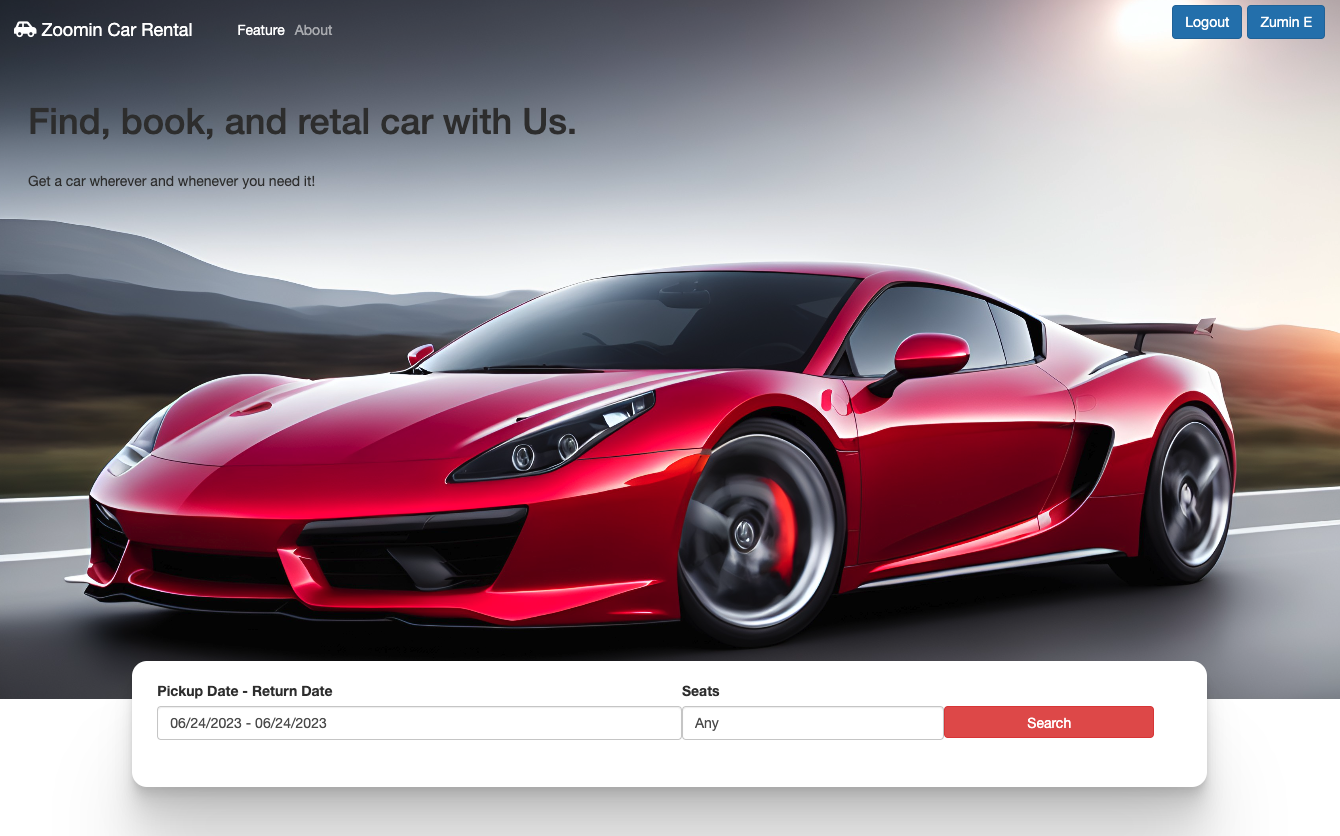 Zoomin Car Rental Feature About Logout Zumin E
Find, book, and retal car with Us.
Get a car wherever and whenever you need it!
Pickup Date - Return Date Seats
06/24/2023 - 06/24/2023 Any Search